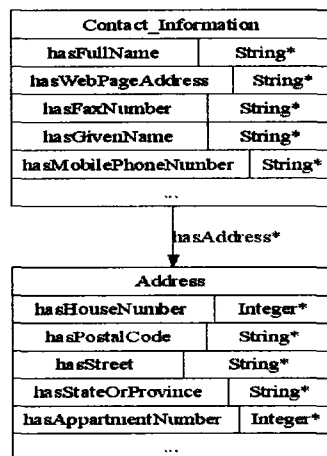 Contact_Information
hasFullName String*
hasWebPageAddress String*
hasFaxNumber String*
hasGivenName String*
hasMobilePhoneNumber String*
...
hasAddress*
Address
hasHouseNumber Integer*
hasPostalCode String*
hasStreet String*
hasStateOrProvince String*
hasAppartmentNumber Integer*
...